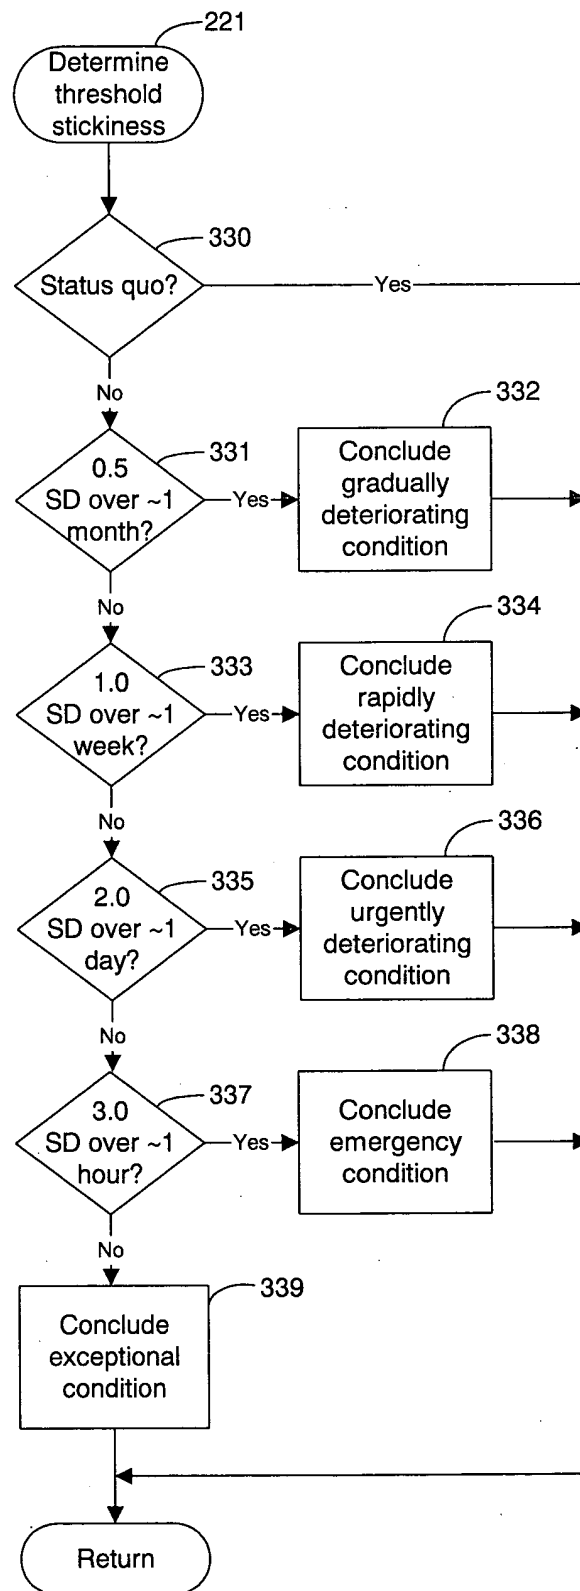 221
Determine
threshold
stickiness
330
Status quo?
Yes
No
332
331
0.5
SD over ~1
month?
Yes
Conclude
gradually
deteriorating
condition
No
334
333
1.0
SD over ~1
week?
Yes
Conclude
rapidly
deteriorating
condition
No
336
335
2.0
SD over ~1
day?
Yes
Conclude
urgently
deteriorating
condition
No
338
337
3.0
SD over ~1
hour?
Yes
Conclude
emergency
condition
No
339
Conclude
exceptional
condition
Return